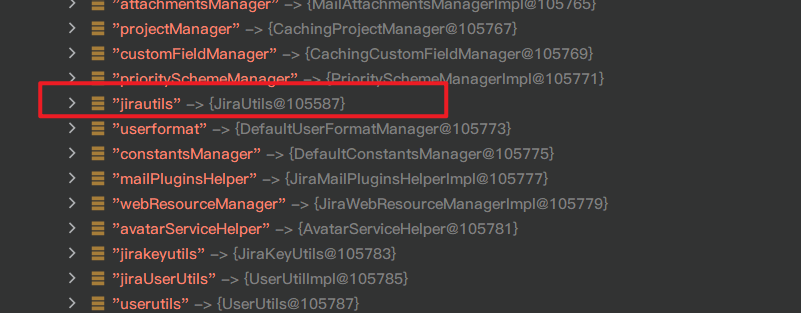 "attachmentsManager" -> {MailAttachmentsManagerImpl@105765}
"projectManager" -> {CachingProjectManager@105767}
"customFieldManager" -> {CachingCustomFieldManager@105769}
"prioritySchemeManager" -> {PrioritySchemeManagerImpl@105771}
"jirautils" -> {JiraUtils@105587}
"userformat" -> {DefaultUserFormatManager@105773}
"constantsManager" -> {DefaultConstantsManager@105775}
"mailPluginsHelper" -> {JiraMailPluginsHelperImpl@105777}
"webResourceManager" -> {JiraWebResourceManagerImpl@105779}
"avatarServiceHelper" -> {AvatarServiceHelper@105781}
"jirakeyutils" -> {JiraKeyUtils@105783}
"jiraUserUtils" -> {UserUtilImpl@105785}
"userutils" -> {UserUtils@105787}